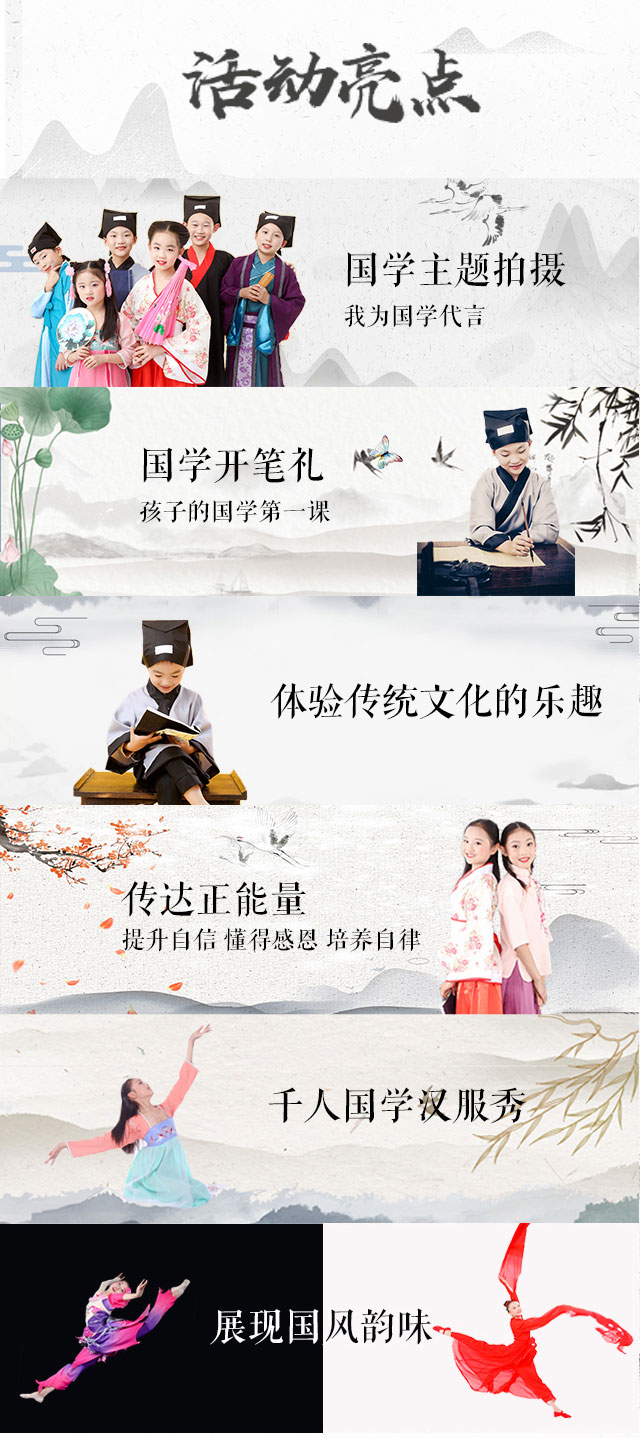 活动亮点
国学主题拍摄
我为国学代言
国学开笔礼
孩子的国学第一课
体验传统文化的乐趣
传达正能量
提升自信 懂得感恩 培养自律
千人国学汉服秀
展现国风韵味